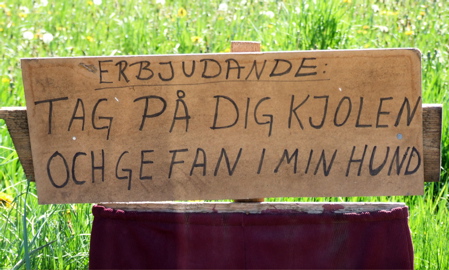 ERBJUDANDE:
TAG PÅ DIG KJOLEN
OCH GE FAN I MIN HUND